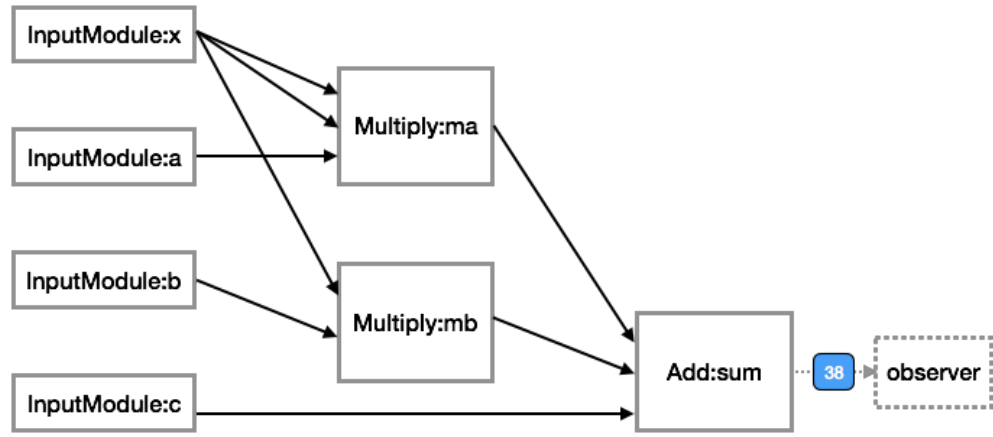 InputModule:x
Multiply:ma
InputModule:a
InputModule:b
Multiply:mb
Add:sum
38
observer
InputModule:c